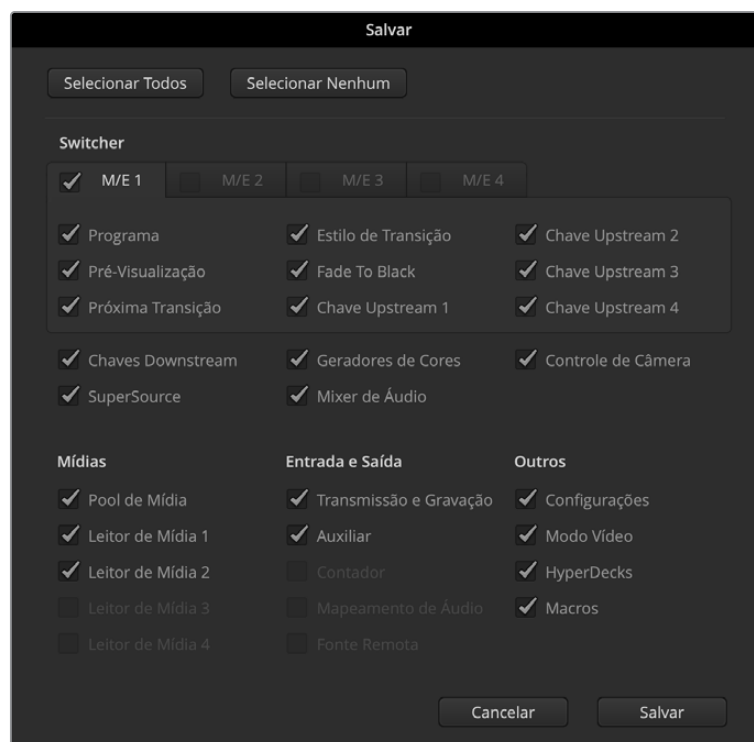 Salvar
Selecionar Todos Selecionar Nenhum
Switcher
M/E 1 M/E 2 M/E 3 M/E 4
Programa Estilo de Transição Chave Upstream 2
Pré-Visualização Fade To Black Chave Upstream 3
Próxima Transição Chave Upstream 1 Chave Upstream 4
Chaves Downstream Geradores de Cores Controle de Câmera
SuperSource Mixer de Áudio
Mídias Entrada e Saída Outros
Pool de Mídia Transmissão e Gravação Configurações
Leitor de Mídia 1 Auxiliar Modo Vídeo
Leitor de Mídia 2 Contador HyperDecks
Leitor de Mídia 3 Mapeamento de Áudio Macros
Leitor de Mídia 4 Fonte Remota
Cancelar Salvar